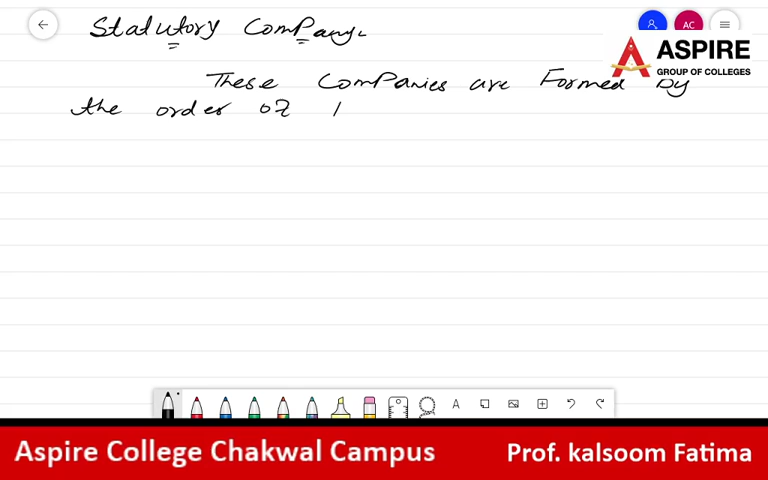 Statutory Company
AC
ASPIRE
GROUP OF COLLEGES
These Companies are Formed by
the order of
A
Aspire College Chakwal Campus
Prof. kalsoom Fatima